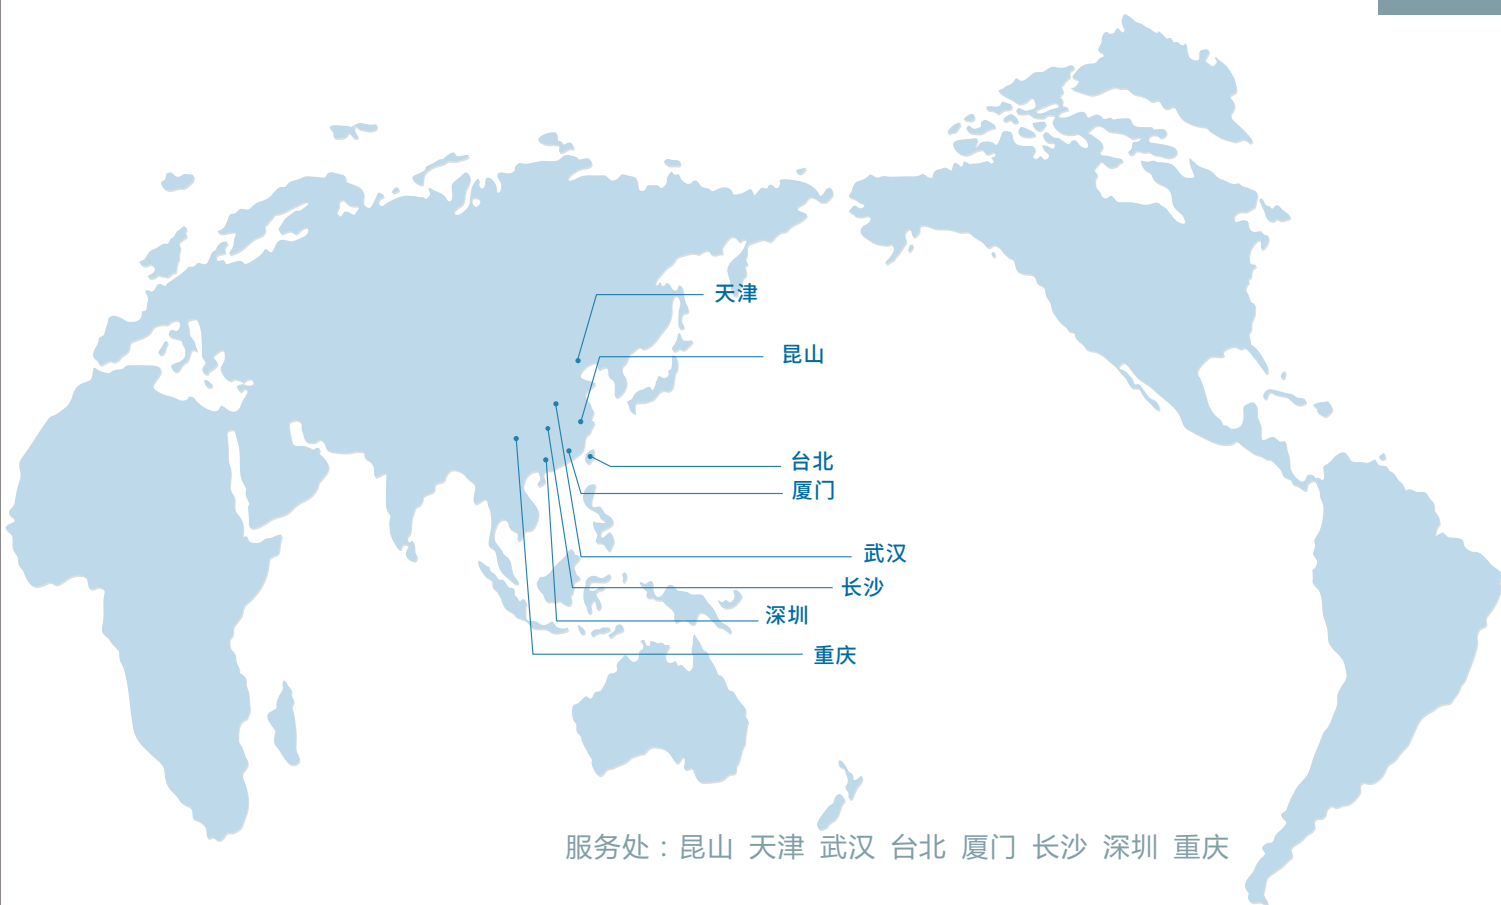 天津
昆山
台北
厦门
武汉
长沙
深圳
重庆
服务处：昆山 天津 武汉 台北 厦门 长沙 深圳 重庆